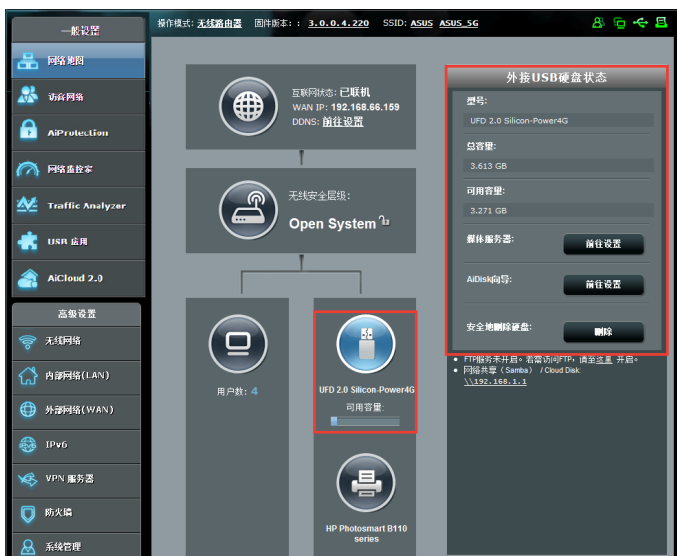 操作模式: 无线路由器 固件版本: : 3.0.0.4.220 SSID: ASUS ASUS_5G
一般设置
网络地图
访客网络
AiProtection
网络监控家
Traffic Analyzer
USB 应用
AiCloud 2.0
高级设置
无线网络
内部网络(LAN)
外部网络(WAN)
IPv6
VPN 服务器
防火墙
系统管理
互联网状态: 已联机
WAN IP: 192.168.66.159
DDNS: 前往设置
无线安全层级:
Open System
用户数: 4
UFD 2.0 Silicon-Power4G
可用容量:
HP Photosmart B110
series
外接USB硬盘状态
型号:
UFD 2.0 Silicon-Power4G
总容量:
3.613 GB
可用容量:
3.271 GB
媒体服务器: 前往设置
AiDisk向导: 前往设置
安全地删除硬盘: 删除
FTP服务未开启。若需访问FTP，请至这里 开启。
网络共享（Samba） / Cloud Disk:
\\192.168.1.1